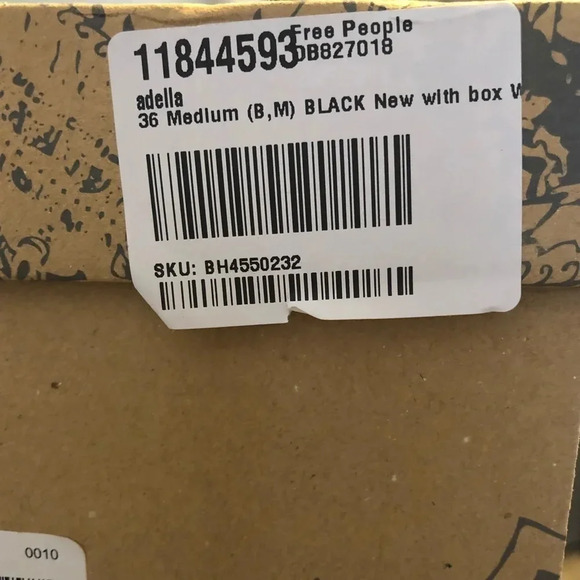 11844593
Free People
OB827018
adella
36 Medium (B,M) BLACK New with box
SKU: BH4550232
0010